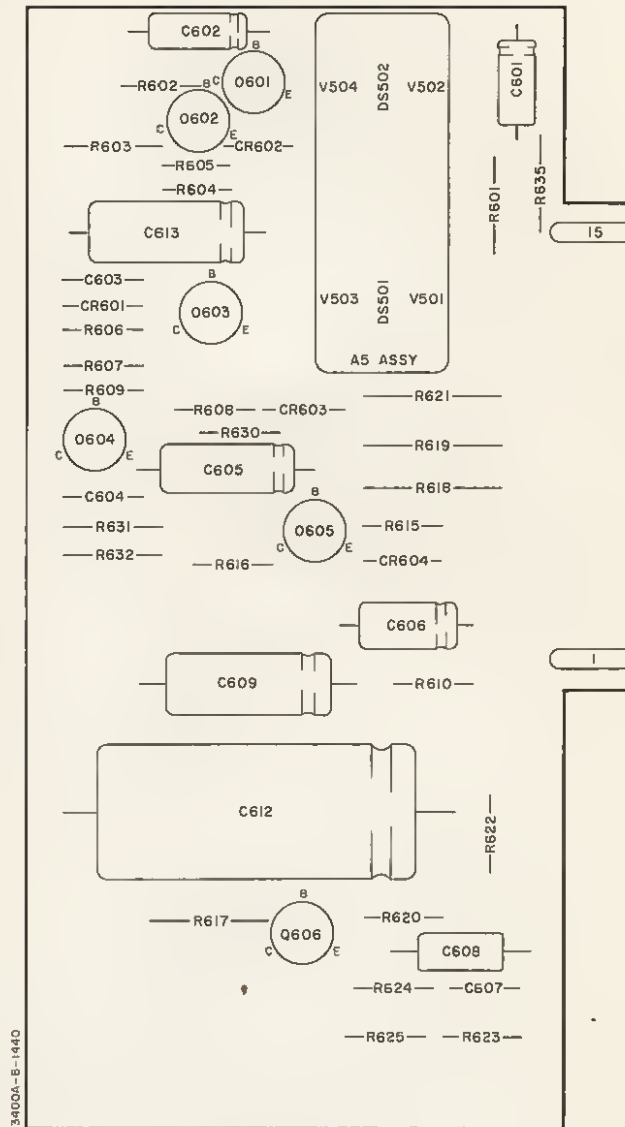 C602
B
R602
B
C
Q601
E
V504
DS502
V502
C601
C
Q602
E
R603
CR602
R605
R604
R601
R635
C613
15
C603
B
CR601
C
Q603
E
R606
V503
DS501
V501
R607
A5 ASSY
R609
R621
B
R608
CR603
C
Q604
E
R630
R619
C605
C604
R618
B
R631
C
Q605
E
R615
R632
R616
CR604
C606
1
C609
R610
C612
R622
B
R617
C
Q606
E
R620
C608
R624
C607
R625
R623
3400A-B-1440